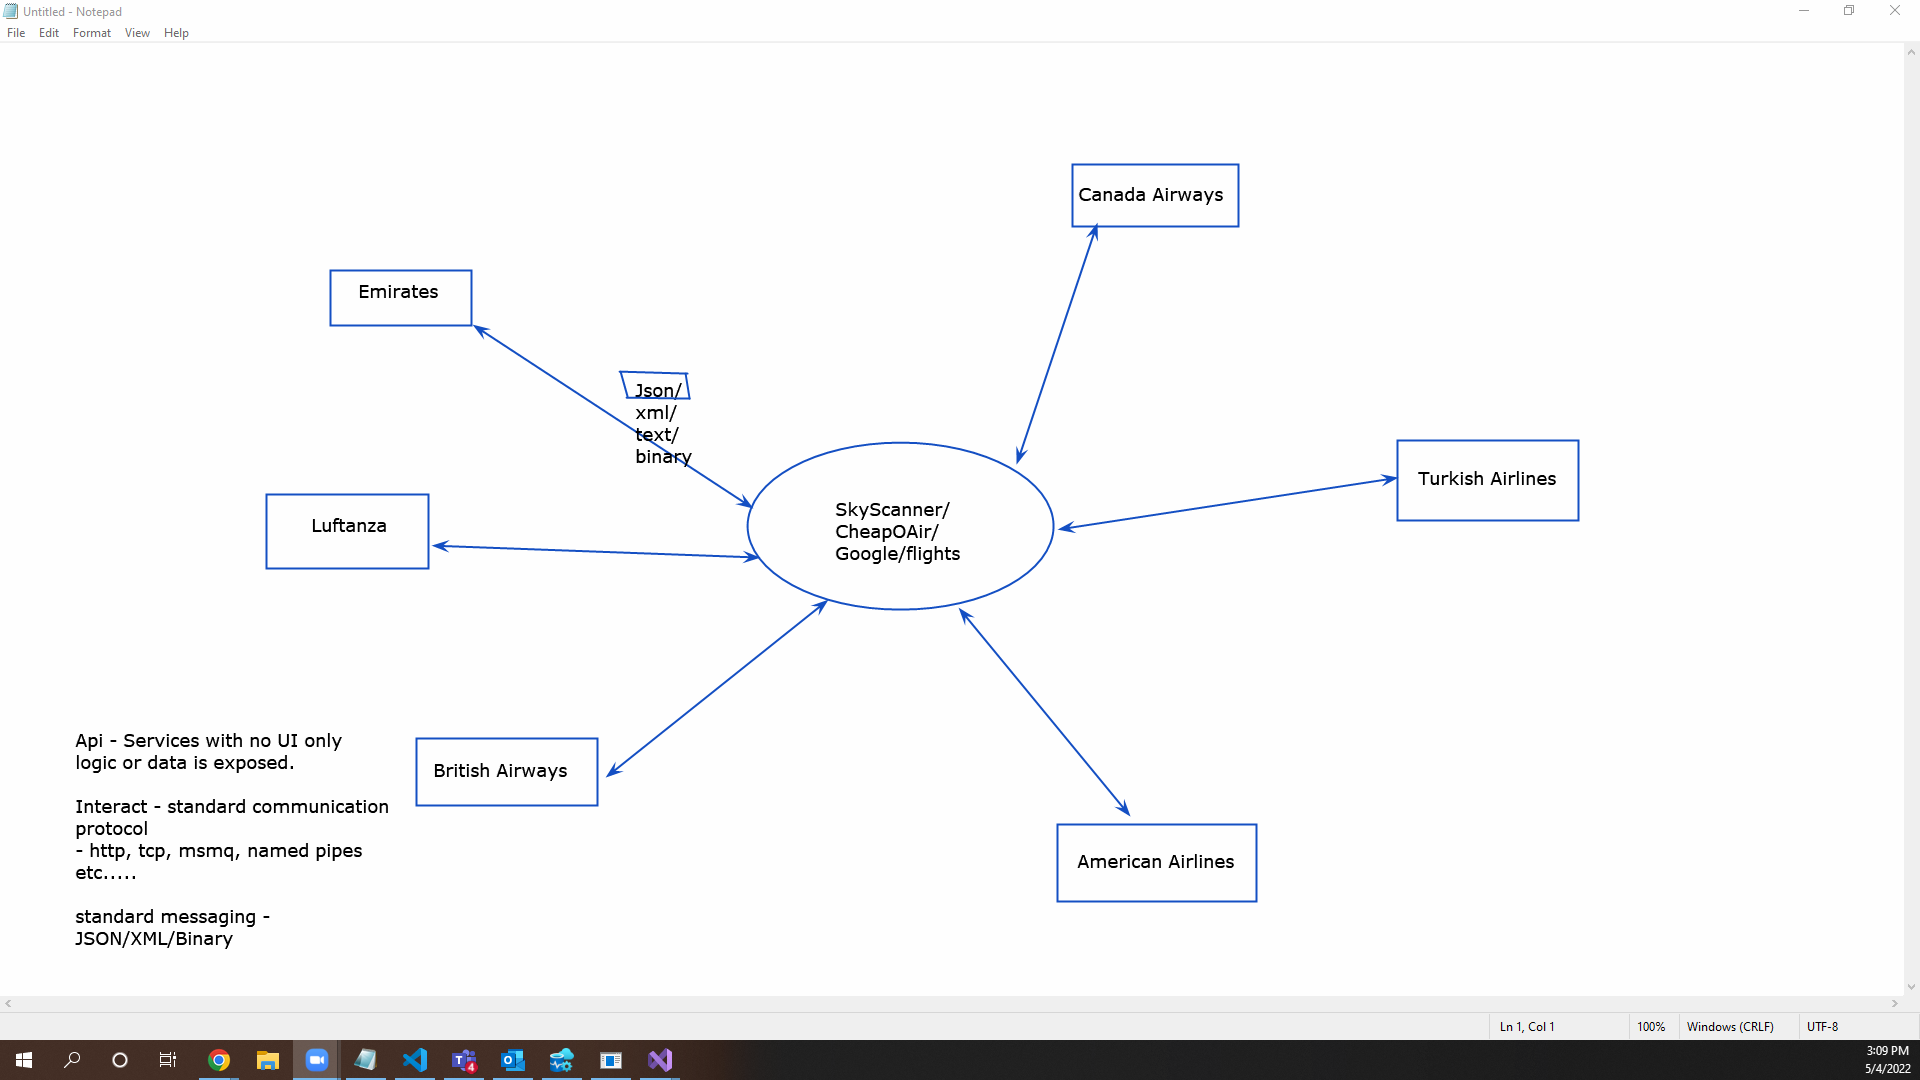 Untitled - Notepad
File Edit Format View Help
Canada Airways
Emirates
Json/
xml/
text/
binary
Turkish Airlines
SkyScanner/
CheapOAir/
Google/flights
Luftanza
Api - Services with no UI only
logic or data is exposed.
Interact - standard communication
protocol
- http, tcp, msmq, named pipes
etc.....
standard messaging -
JSON/XML/Binary
British Airways
American Airlines
Ln 1, Col 1 100% Windows (CRLF) UTF-8
4
3:09 PM
5/4/2022